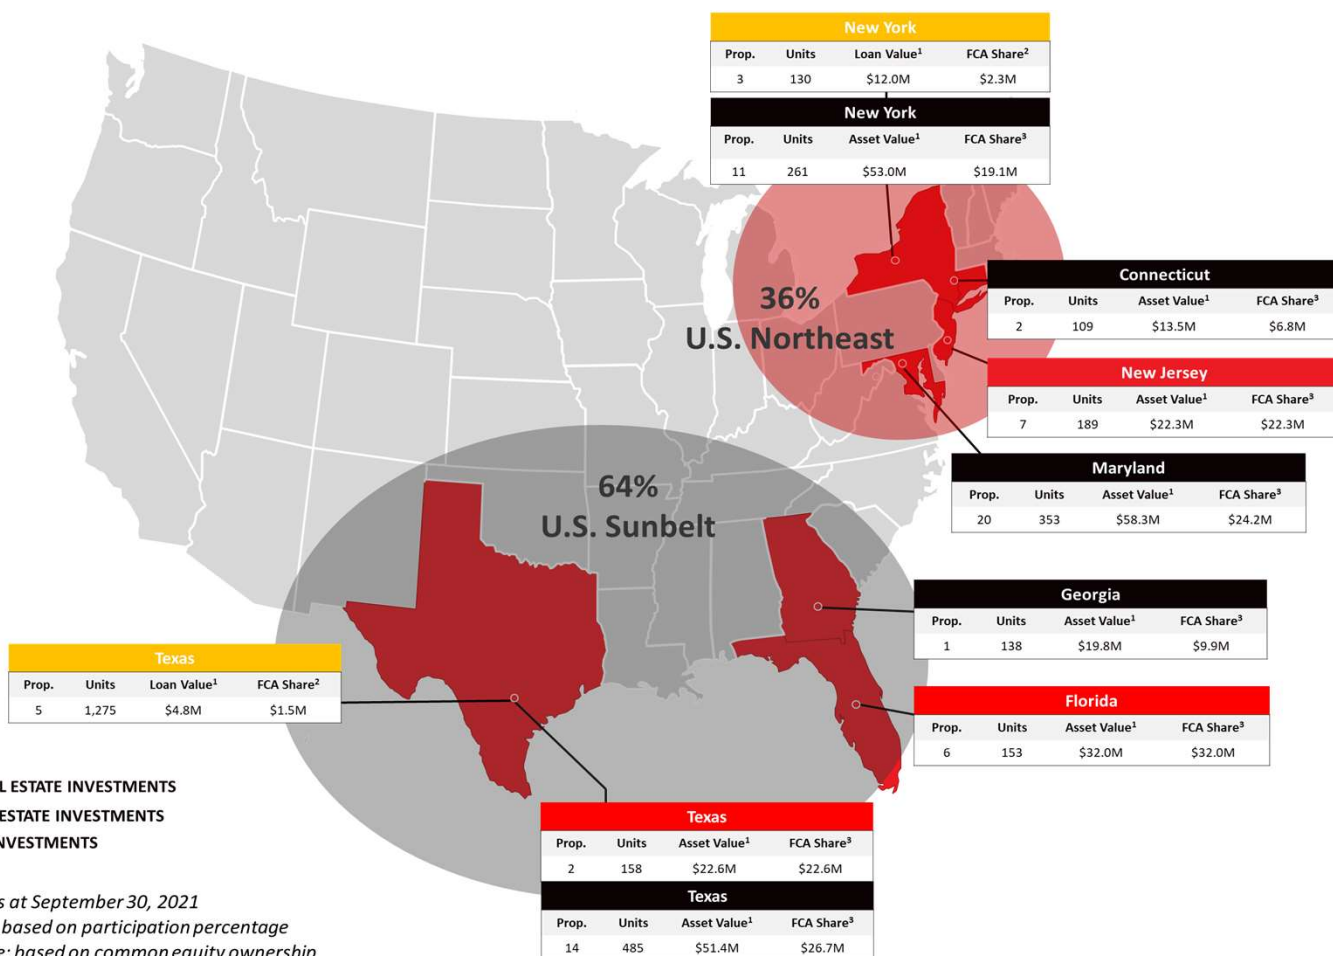 New York
Prop. Units Loan Value¹ FCA Share²
3 130 $12.0M $2.3M
New York
Prop. Units Asset Value¹ FCA Share³
11 261 $53.0M $19.1M
36%
U.S. Northeast
Connecticut
Prop. Units Asset Value¹ FCA Share³
2 109 $13.5M $6.8M
New Jersey
Prop. Units Asset Value¹ FCA Share³
7 189 $22.3M $22.3M
Maryland
Prop. Units Asset Value¹ FCA Share³
20 353 $58.3M $24.2M
64%
U.S. Sunbelt
Georgia
Prop. Units Asset Value¹ FCA Share³
1 138 $19.8M $9.9M
Florida
Prop. Units Asset Value¹ FCA Share³
6 153 $32.0M $32.0M
Texas
Prop. Units Loan Value¹ FCA Share²
5 1,275 $4.8M $1.5M
Texas
Prop. Units Asset Value¹ FCA Share³
2 158 $22.6M $22.6M
Texas
Prop. Units Asset Value¹ FCA Share³
14 485 $51.4M $26.7M
ESTATE INVESTMENTS
ESTATE INVESTMENTS
at September 30, 2021
based on participation percentage
based on common equity ownership